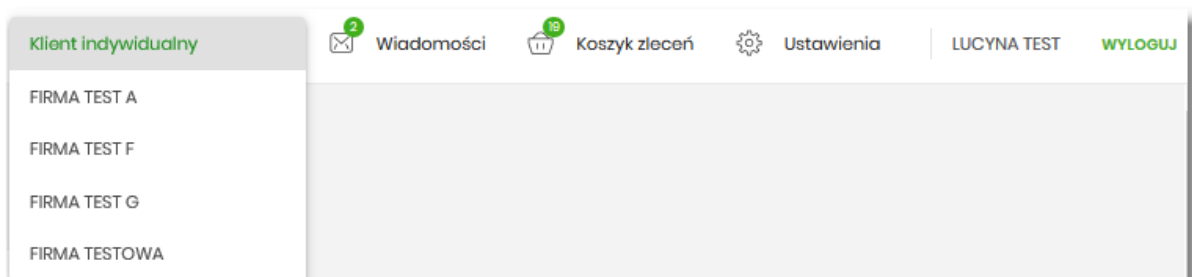 Klient indywidualny
2 Wiadomości 19 Koszyk zleceń Ustawienia LUCYNA TEST WYLOGUJ
FIRMA TEST A
FIRMA TEST F
FIRMA TEST G
FIRMA TESTOWA